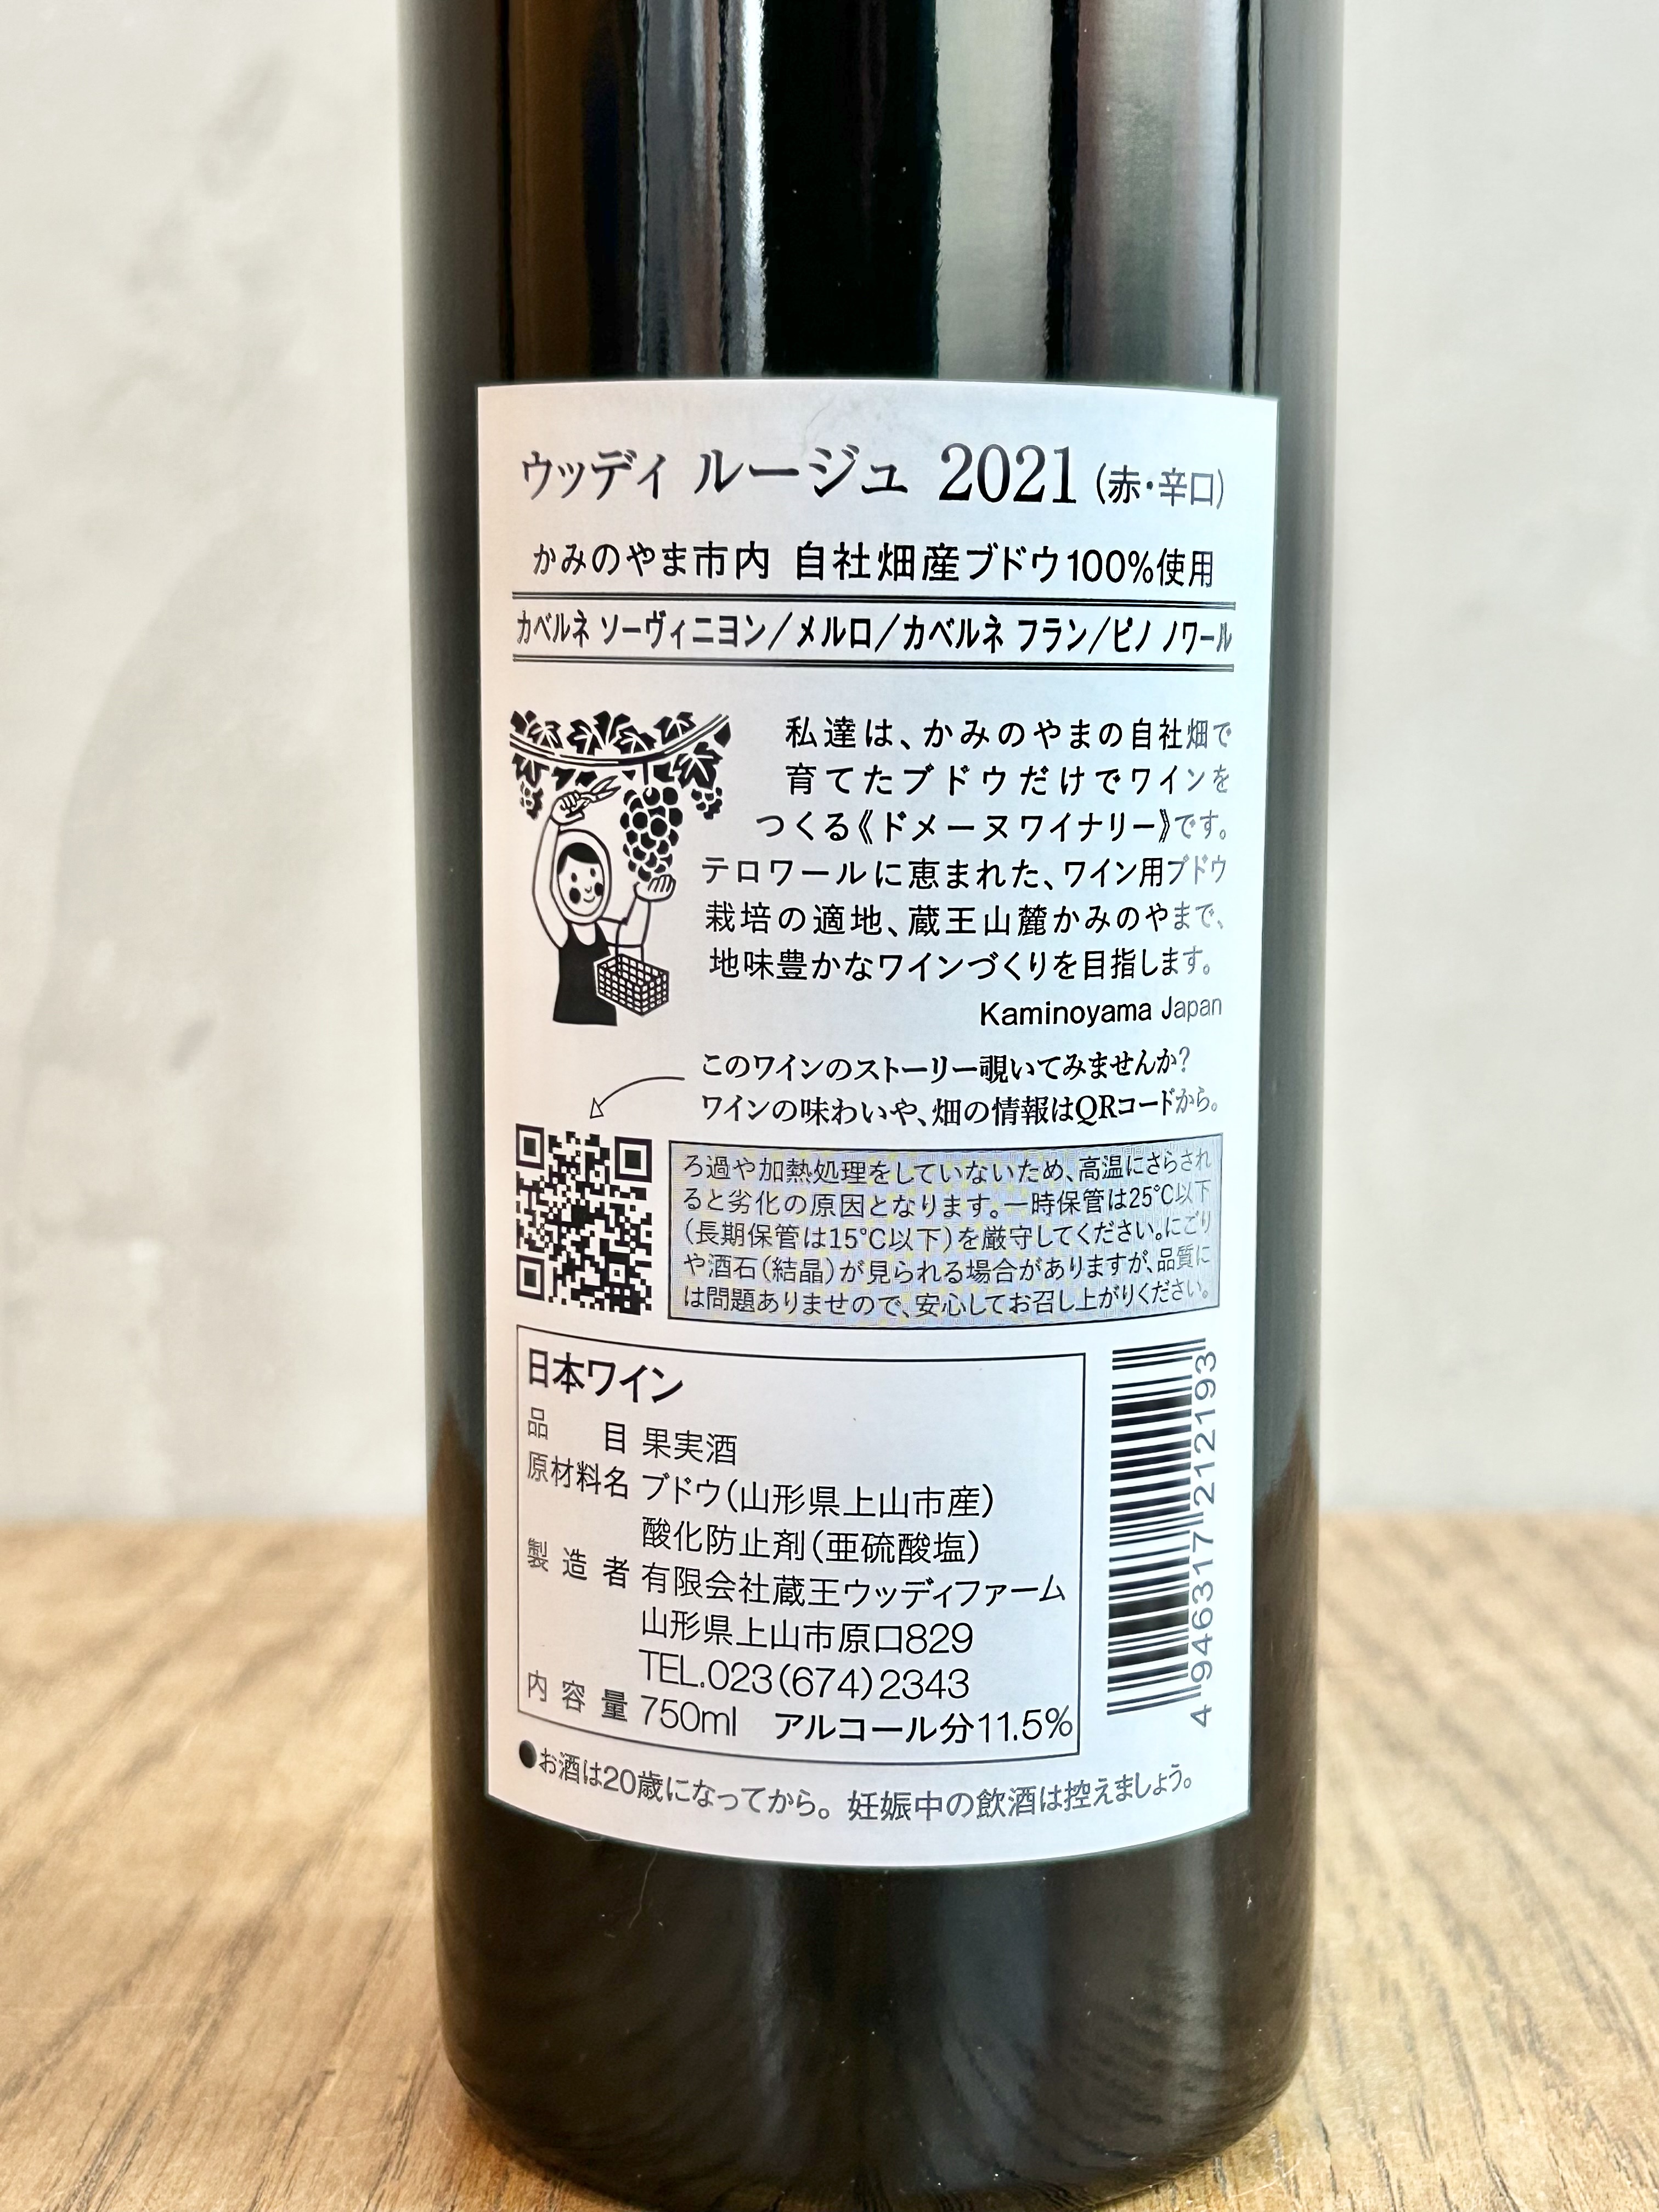 ウッディ ルージュ 2021 (赤・辛口)
かみのやま市内 自社畑産ブドウ100%使用
カベルネ ソーヴィニヨン/メルロ/カベルネ フラン/ピノ ノワール
私達は、かみのやまの自社畑で
育てたブドウだけでワインを
つくる《ドメーヌワイナリー》です。
テロワールに恵まれた、ワイン用ブドウ
栽培の適地、蔵王山麓かみのやまで、
地味豊かなワインづくりを目指します。
Kaminoyama Japan
このワインのストーリー覗いてみませんか?
ワインの味わいや、畑の情報はQRコードから。
ろ過や加熱処理をしていないため、高温にさらされ
ると劣化の原因となります。一時保管は25℃以下
(長期保管は15℃以下)を厳守してください。にごり
や酒石(結晶)が見られる場合がありますが、品質に
は問題ありませので、安心してお召し上がりください。
日本ワイン
品目 果実酒
原材料名 ブドウ(山形県上山市産)
酸化防止剤(亜硫酸塩)
製造者 有限会社蔵王ウッディファーム
山形県上山市原口829
TEL.023(674)2343
内容量 750ml アルコール分11.5%
4 946317 212193
●お酒は20歳になってから。妊娠中の飲酒は控えましょう。